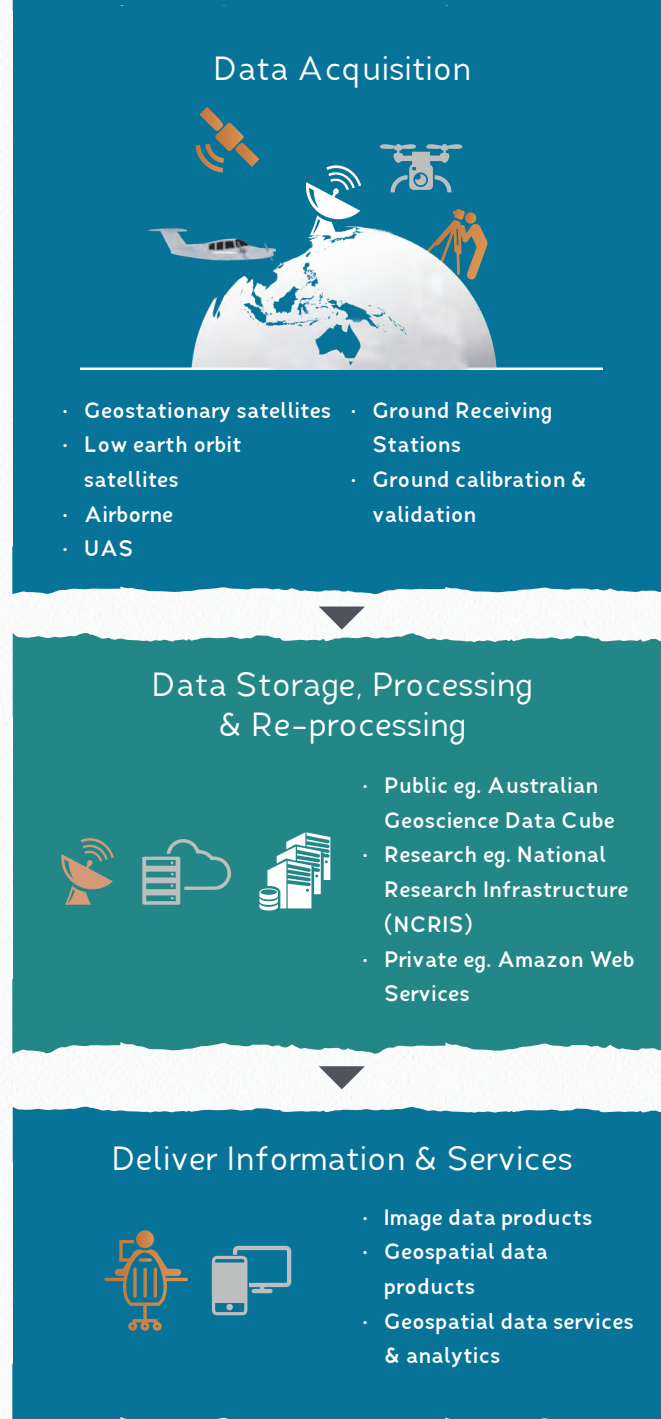 Data Acquisition
· Geostationary satellites
· Low earth orbit
satellites
· Airborne
· UAS
· Ground Receiving
Stations
· Ground calibration &
validation
Data Storage, Processing
& Re-processing
· Public eg. Australian
Geoscience Data Cube
· Research eg. National
Research Infrastructure
(NCRIS)
· Private eg. Amazon Web
Services
Deliver Information & Services
· Image data products
· Geospatial data
products
· Geospatial data services
& analytics